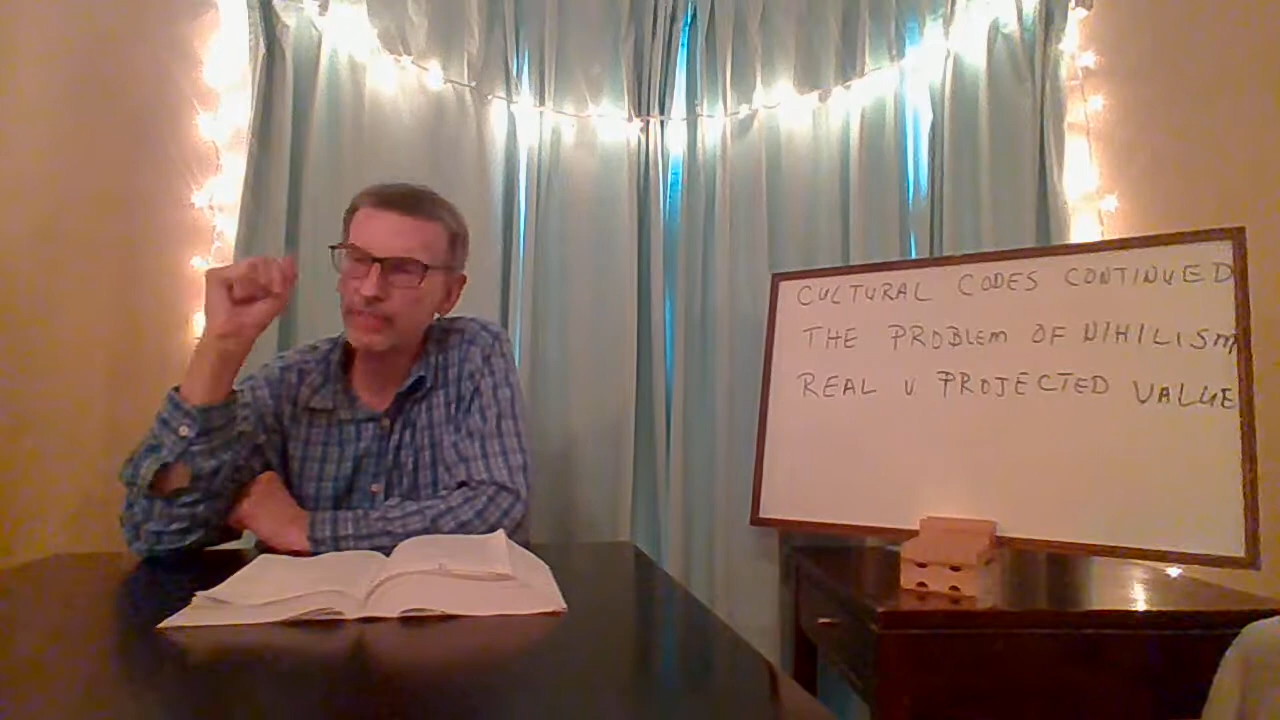 CULTURAL CODES CONTINUED
THE PROBLEM OF NIHILISM
REAL V PROJECTED VALUE